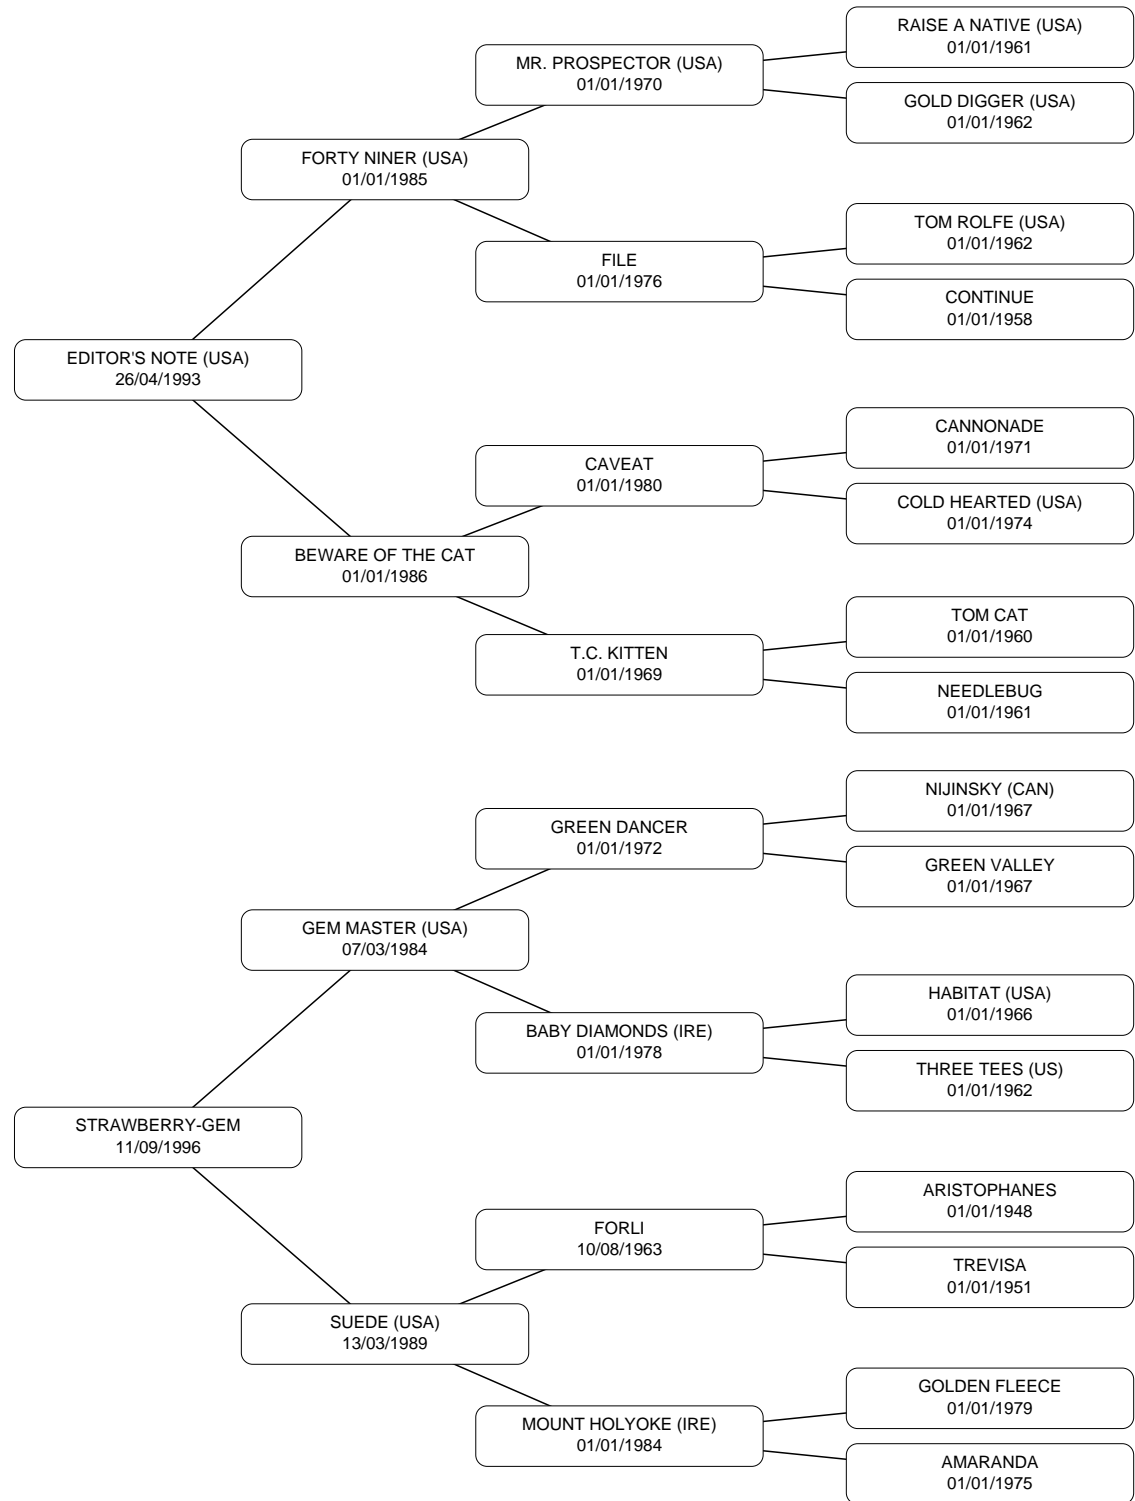 RAISE A NATIVE (USA)
01/01/1961
MR. PROSPECTOR (USA)
01/01/1970
GOLD DIGGER (USA)
01/01/1962
FORTY NINER (USA)
01/01/1985
TOM ROLFE (USA)
01/01/1962
FILE
01/01/1976
CONTINUE
01/01/1958
EDITOR'S NOTE (USA)
26/04/1993
CANNONADE
01/01/1971
CAVEAT
01/01/1980
COLD HEARTED (USA)
01/01/1974
BEWARE OF THE CAT
01/01/1986
TOM CAT
01/01/1960
T.C. KITTEN
01/01/1969
NEEDLEBUG
01/01/1961
NIJINSKY (CAN)
01/01/1967
GREEN DANCER
01/01/1972
GREEN VALLEY
01/01/1967
GEM MASTER (USA)
07/03/1984
HABITAT (USA)
01/01/1966
BABY DIAMONDS (IRE)
01/01/1978
THREE TEES (US)
01/01/1962
STRAWBERRY-GEM
11/09/1996
ARISTOPHANES
01/01/1948
FORLI
10/08/1963
TREVISA
01/01/1951
SUEDE (USA)
13/03/1989
GOLDEN FLEECE
01/01/1979
MOUNT HOLYOKE (IRE)
01/01/1984
AMARANDA
01/01/1975